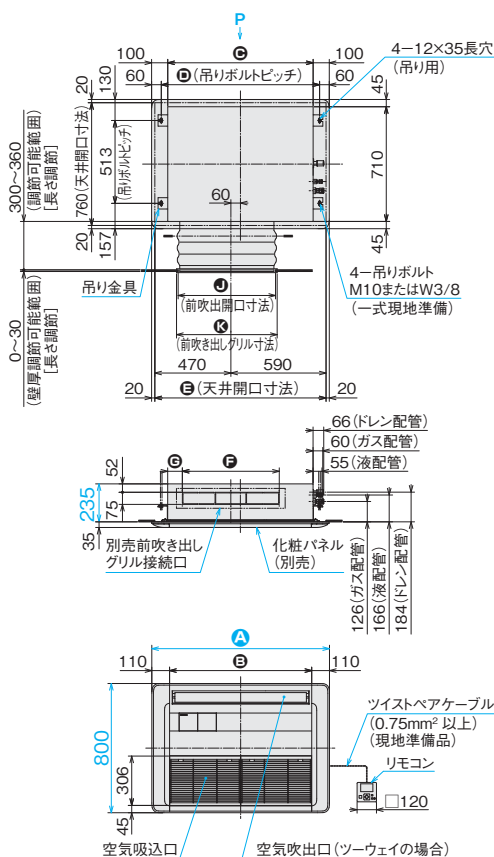 P
100
C
100
4−12×35長穴
(吊り用)
60
D(吊りボルトピッチ)
60
20
130
45
300〜360
(調節可能範囲)
[長さ調節]
760(天井開口寸法)
513
(吊りボルトピッチ)
710
60
20
157
45
吊り金具
4−吊りボルト
M10またはW3/8
(一式現地準備)
J
(前吹出開口寸法)
K
(前吹き出しグリル寸法)
0〜30
(壁厚調節可能範囲)
[長さ調節]
470
590
20
E(天井開口寸法)
20
66(ドレン配管)
60(ガス配管)
55(液配管)
52
G
F
235
75
35
別売前吹き出し
グリル接続口
化粧パネル
(別売)
126(ガス配管)
166(液配管)
184(ドレン配管)
A
110
B
110
ツイストペアケーブル
(0.75mm² 以上)
(現地準備品)
800
リモコン
306
□120
45
空気吸込口
空気吹出口(ツーウェイの場合)